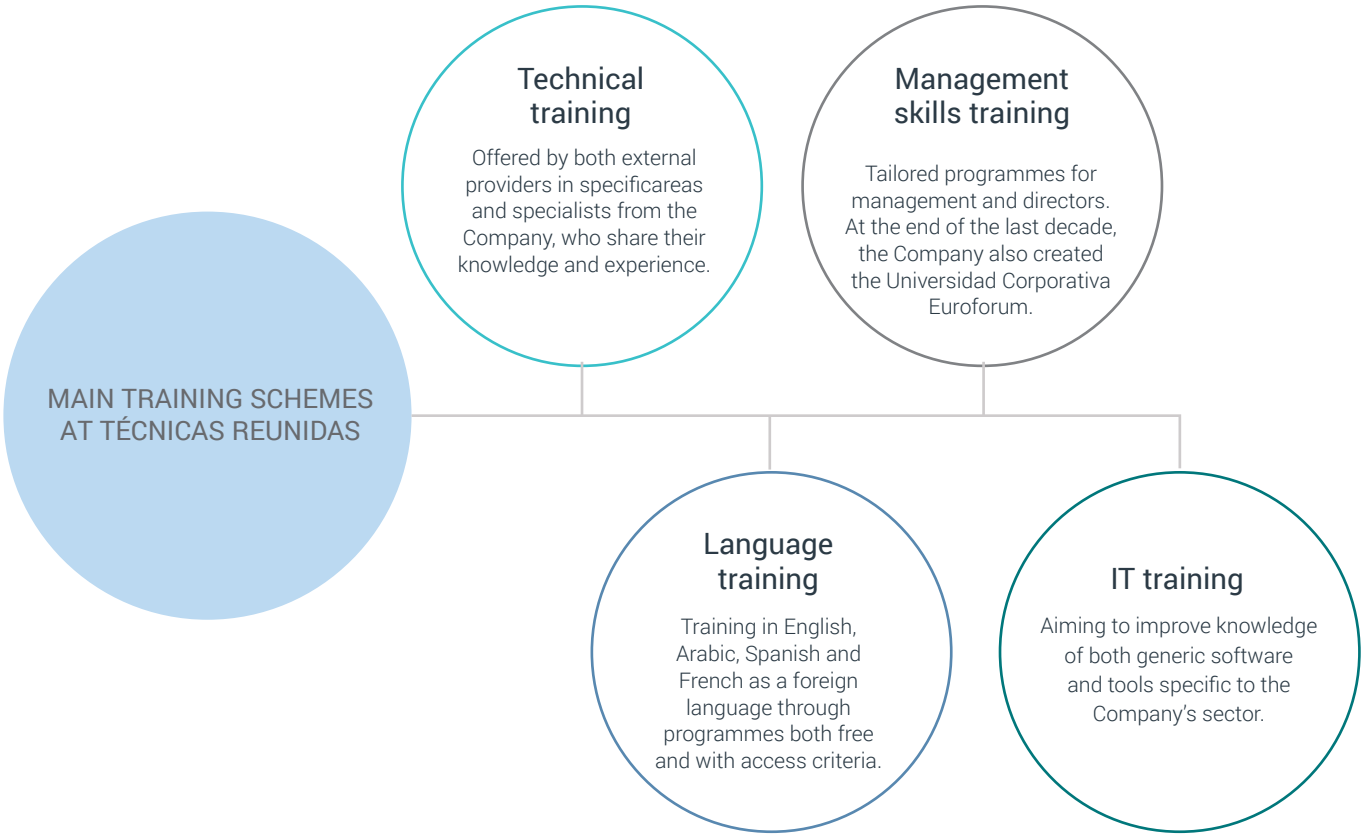 MAIN TRAINING SCHEMES
AT TÉCNICAS REUNIDAS
Technical
training
Offered by both external
providers in specificareas
and specialists from the
Company, who share their
knowledge and experience.
Management
skills training
Tailored programmes for
management and directors.
At the end of the last decade,
the Company also created
the Universidad Corporativa
Euroforum.
Language
training
Training in English,
Arabic, Spanish and
French as a foreign
language through
programmes both free
and with access criteria.
IT training
Aiming to improve knowledge
of both generic software
and tools specific to the
Company’s sector.